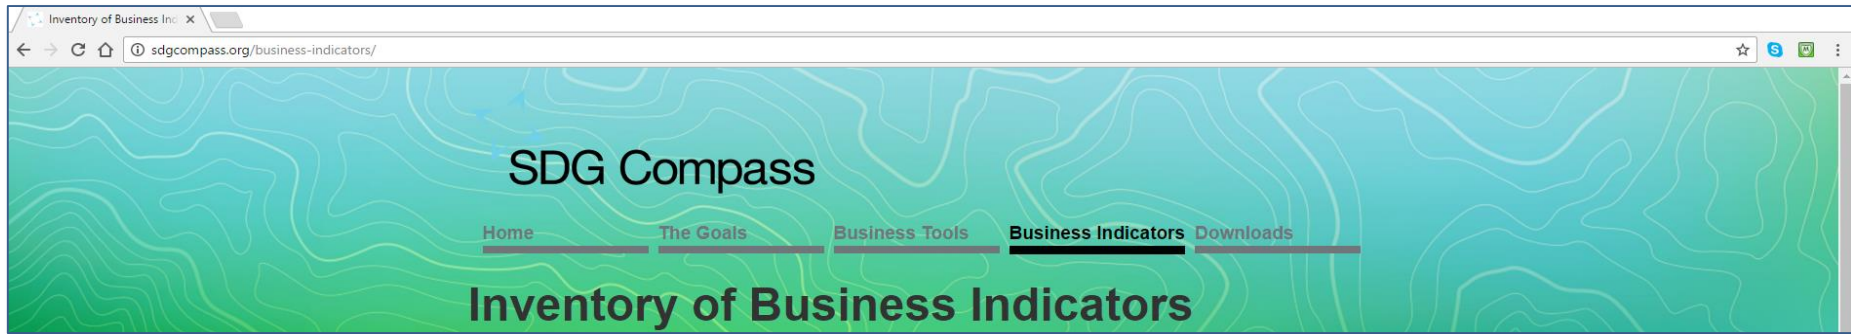 Inventory of Business Inc
sdgcompass.org/business-indicators/
SDG Compass
Home The Goals Business Tools Business Indicators Downloads
Inventory of Business Indicators